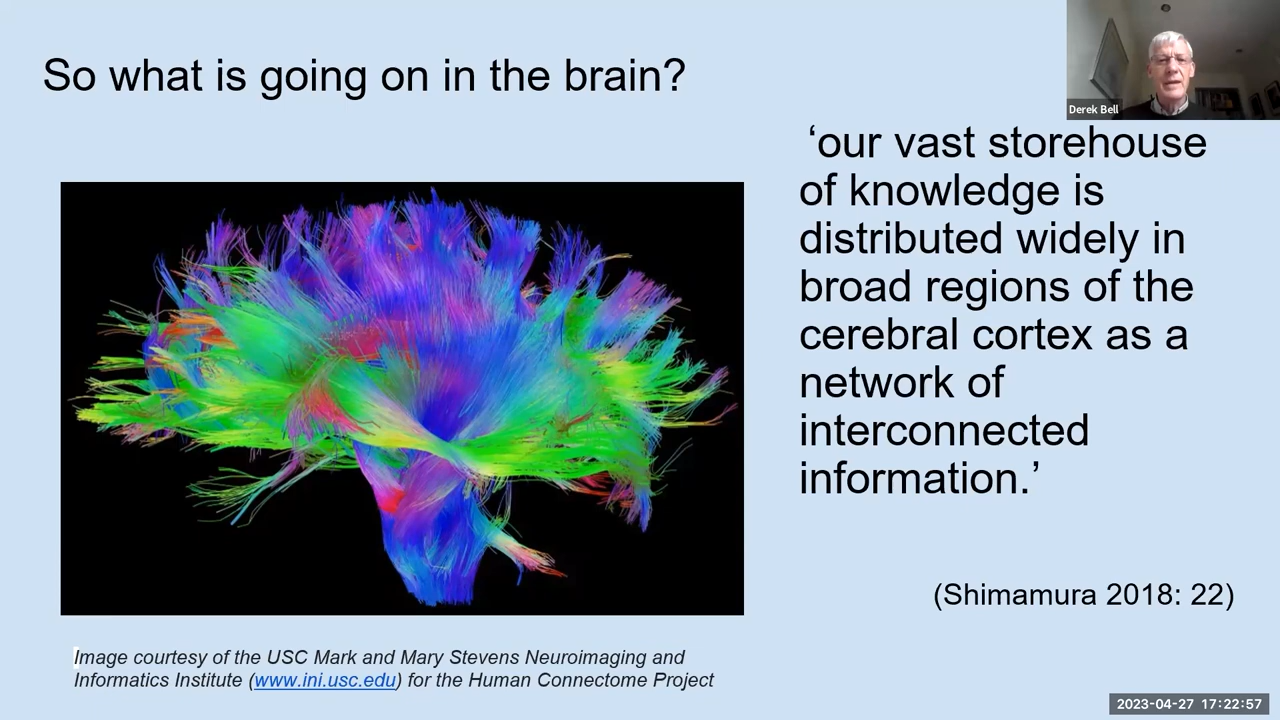 So what is going on in the brain?
Derek Bell
‘our vast storehouse
of knowledge is
distributed widely in
broad regions of the
cerebral cortex as a
network of
interconnected
information.’
(Shimamura 2018: 22)
Image courtesy of the USC Mark and Mary Stevens Neuroimaging and
Informatics Institute (www.ini.usc.edu) for the Human Connectome Project
2023-04-27 17:22:57